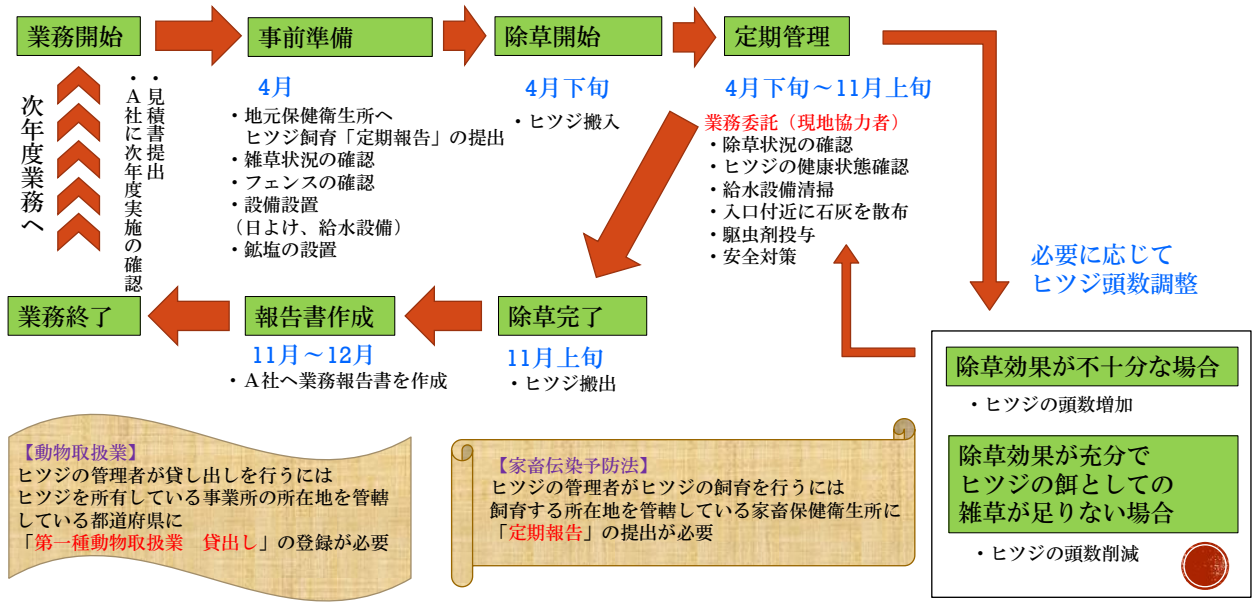 業務開始
事前準備
除草開始
定期管理
次年度業務へ
・見積書提出
・A社に次年度実施の確認
4月
・地元保健衛生所へ
ヒツジ飼育「定期報告」の提出
・雑草状況の確認
・フェンスの確認
・設備設置
（日よけ、給水設備）
・鉱塩の設置
4月下旬
・ヒツジ搬入
4月下旬～11月上旬
業務委託（現地協力者）
・除草状況の確認
・ヒツジの健康状態確認
・給水設備清掃
・入口付近に石灰を散布
・駆虫剤投与
・安全対策
必要に応じて
ヒツジ頭数調整
業務終了
報告書作成
除草完了
11月～12月
・A社へ業務報告書を作成
11月上旬
・ヒツジ搬出
除草効果が不十分な場合
・ヒツジの頭数増加
除草効果が充分で
ヒツジの餌としての
雑草が足りない場合
・ヒツジの頭数削減
【動物取扱業】
ヒツジの管理者が貸し出しを行うには
ヒツジを所有している事業所の所在地を管轄
している都道府県に
「第一種動物取扱業　貸出し」の登録が必要
【家畜伝染予防法】
ヒツジの管理者がヒツジの飼育を行うには
飼育する所在地を管轄している家畜保健衛生所に
「定期報告」の提出が必要